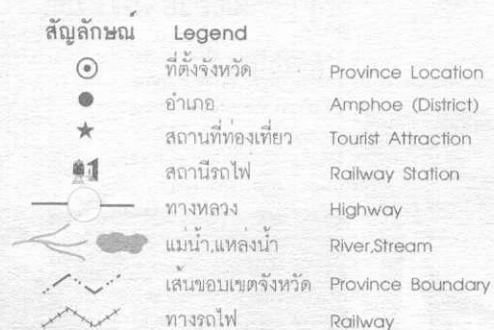 สัญลักษณ์ Legend
ที่ตั้งจังหวัด Province Location
อำเภอ Amphoe (District)
สถานที่ท่องเที่ยว Tourist Attraction
สถานีรถไฟ Railway Station
ทางหลวง Highway
แม่น้ำ,แหล่งน้ำ River,Stream
เส้นขอบเขตจังหวัด Province Boundary
ทางรถไฟ Railway